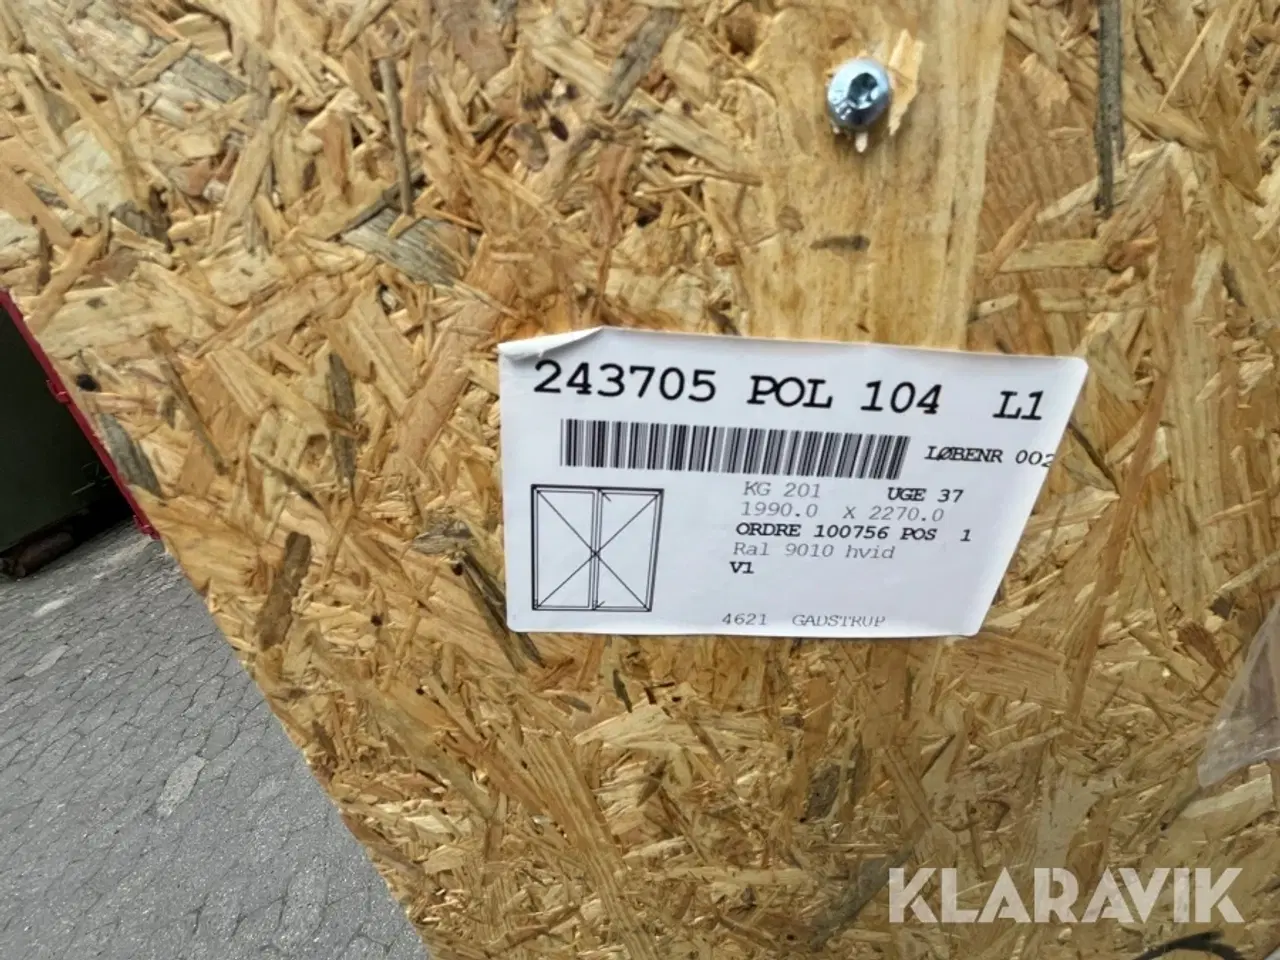 243705 POL 104 L1
LØBENR 002
KG 201 UGE 37
1990.0 X 2270.0
ORDRE 100756 POS 1
Ral 9010 hvid
V1
4621 GADSTRUP
KLARAVIK